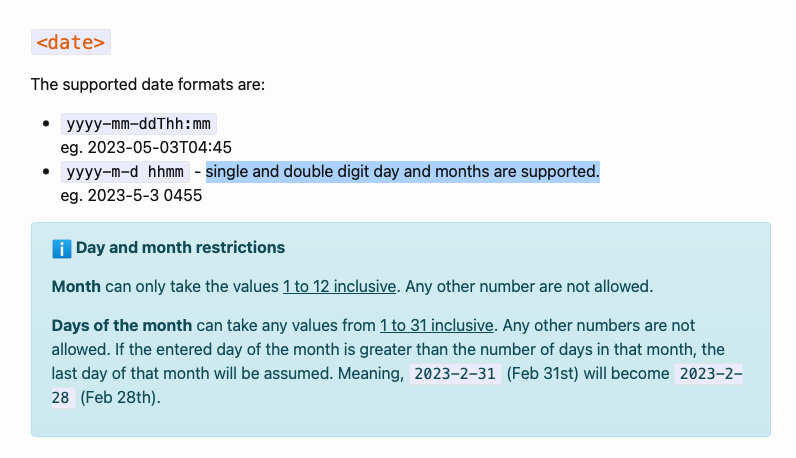 <date>
The supported date formats are:
yyyy-mm-ddThh:mm
eg. 2023-05-03T04:45
yyyy-m-d hhmm - single and double digit day and months are supported.
eg. 2023-5-3 0455
Day and month restrictions
Month can only take the values 1 to 12 inclusive. Any other number are not allowed.
Days of the month can take any values from 1 to 31 inclusive. Any other numbers are not
allowed. If the entered day of the month is greater than the number of days in that month, the
last day of that month will be assumed. Meaning, 2023-2-31 (Feb 31st) will become 2023-2-
28 (Feb 28th).